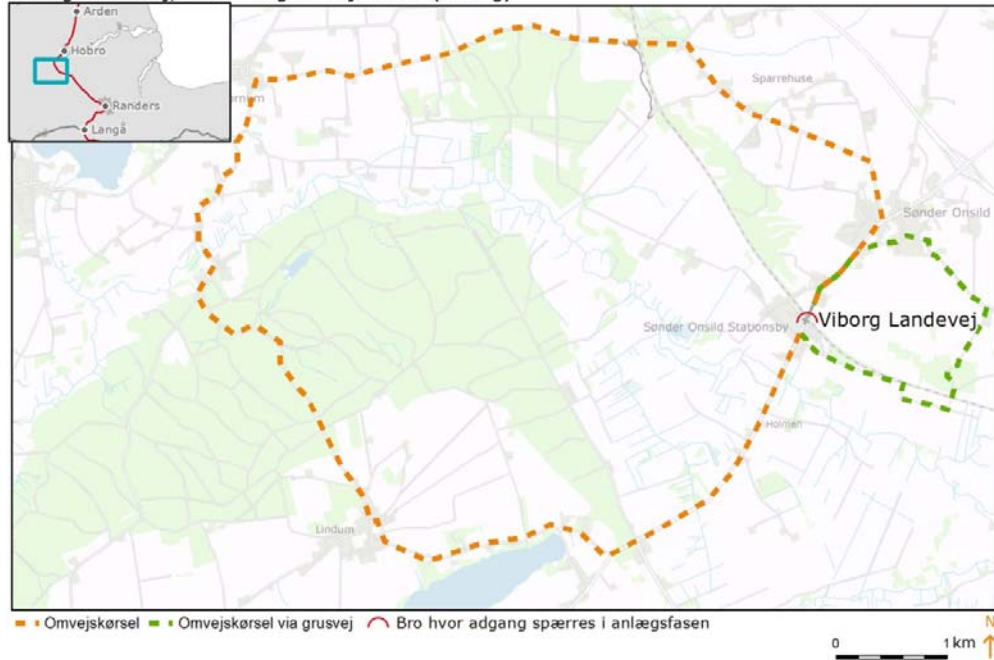 Arden
Hobro
Randers
Langå
Sparrehuse
Sønder Onsild
Sønder Onsild Stationsby
Viborg Landevej
Holmen
Lindum
Omvejskørsel
Omvejskørsel via grusvej
Bro hvor adgang spærres i anlægsfasen
N
0 1 km